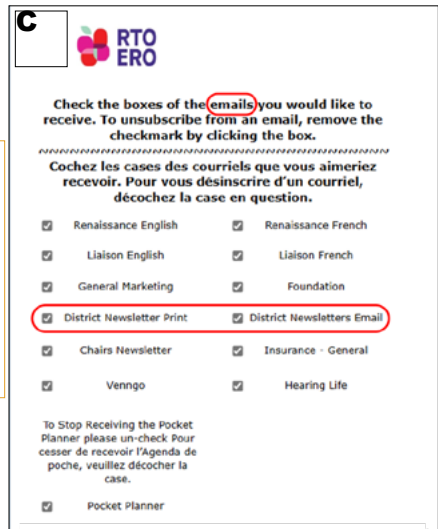 C
RTO
ERO
Check the boxes of the emails you would like to
receive. To unsubscribe from an email, remove the
checkmark by clicking the box.
~~~~~~~~~~~~~~~~~~~~~~~~~~~~~~~~~~~~~~~~
Cochez les cases des courriels que vous aimeriez
recevoir. Pour vous désinscrire d'un courriel,
décochez la case en question.
Renaissance English Renaissance French
Liaison English Liaison French
General Marketing Foundation
District Newsletter Print District Newsletters Email
Chairs Newsletter Insurance - General
Venngo Hearing Life
To Stop Receiving the Pocket
Planner please un-check Pour
cesser de recevoir l'Agenda de
poche, veuillez décocher la
case.
Pocket Planner